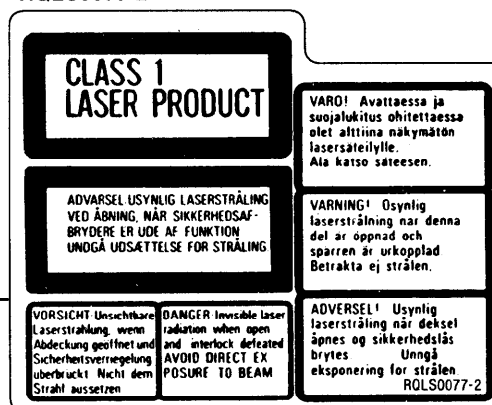 CLASS 1
LASER PRODUCT
ADVARSEL.USYNLIG LASERSTRÅLING
VED ÅBNING, NÅR SIKKERHEDSAF-
BRYDERE ER UDE AF FUNKTION
UNDGÅ UDSÆTTELSE FOR STRÅLING
VORSICHT·Unsichtbare
Laserstrahlung, wenn
Abdeckung geöffnet und
Sicherheitsverriegelung
überbrückt Nicht dem
Strahl aussetzen
DANGER·Invisible laser
radiation when open
and interlock defeated
AVOID DIRECT EX
POSURE TO BEAM
VARO! Avattaessa ja
suojalukitus ohitettaessa
olet alttiina näkymätön
lasersäteilylle.
Ala katso sateesen.
VARNING! Osynlig
laserstrålning nar denna
del är öppnad och
sparren är urkopplad
Betrakta ej strålen.
ADVERSEL! Usynlig
laserstråling når deksel
åpnes og sikkerhedslås
brytes Unngå
eksponering for strålen
RQLS0077-2